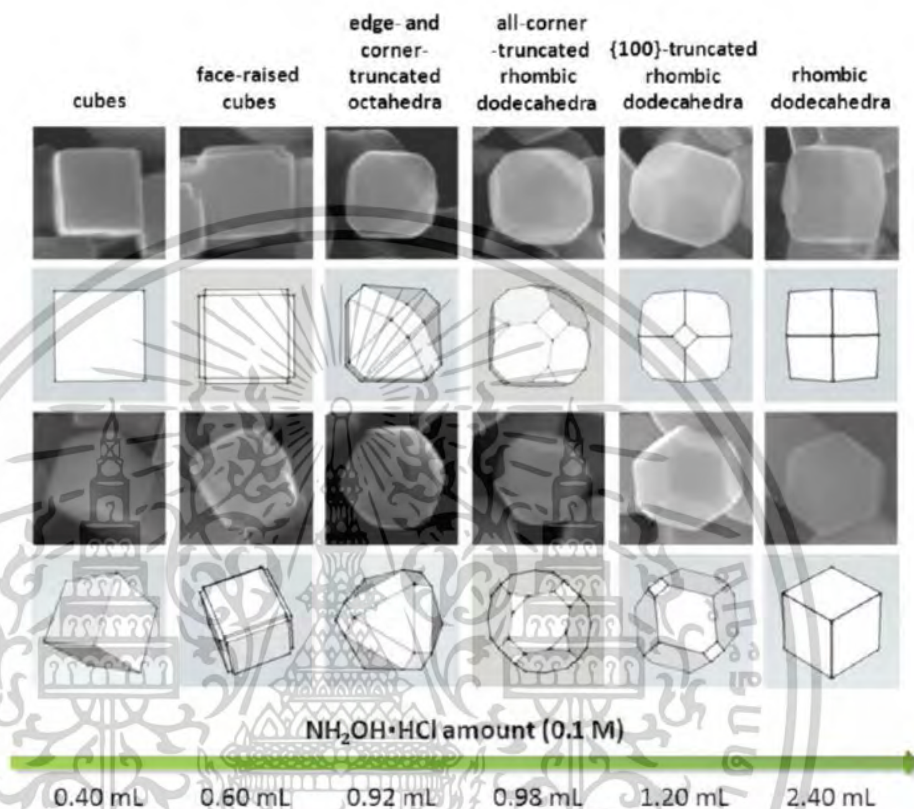 cubes
face-raised
cubes
edge- and
corner-
truncated
octahedra
all-corner
-truncated
rhombic
dodecahedra
{100}-truncated
rhombic
dodecahedra
rhombic
dodecahedra
NH₂OH•HCl amount (0.1 M)
0.40 mL 0.60 mL 0.92 mL 0.98 mL 1.20 mL 2.40 mL